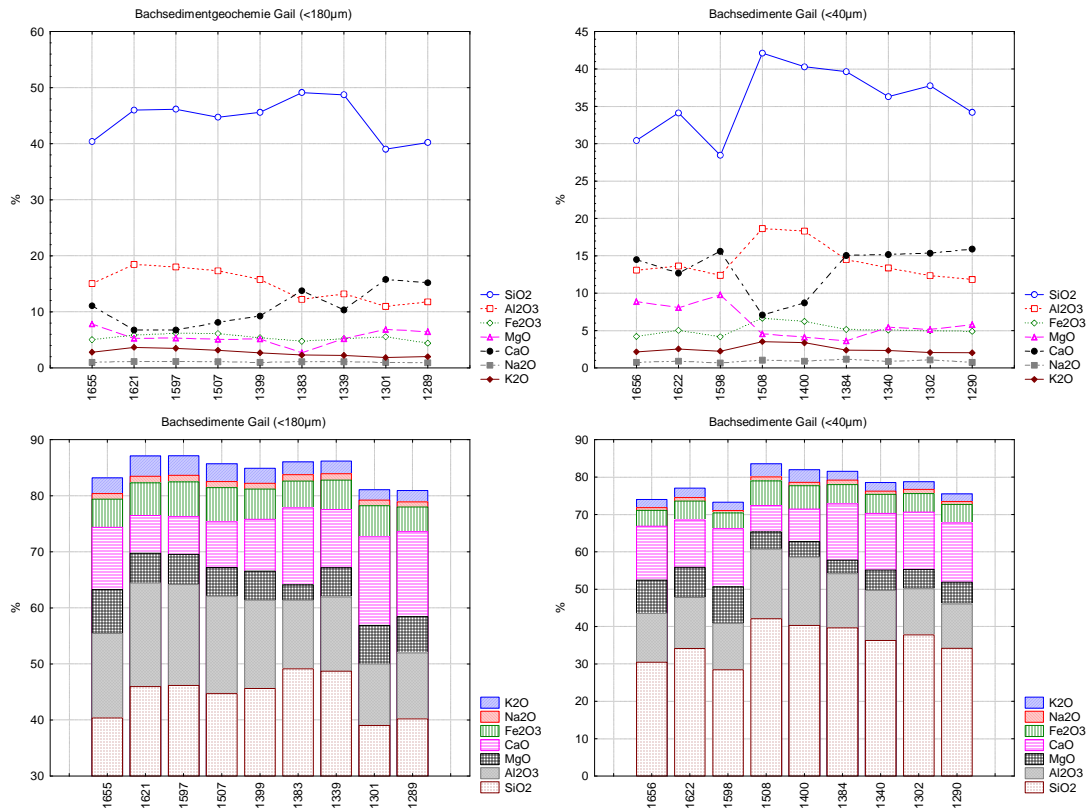 Bachsedimentgeochemie Gail (<180µm)
60
50
40
30
20
10
0
%
1655
1621
1597
1507
1399
1383
1339
1301
1289
SiO2
Al2O3
Fe2O3
MgO
CaO
Na2O
K2O
Bachsedimente Gail (<40µm)
45
40
35
30
25
20
15
10
5
0
%
1656
1622
1598
1508
1400
1384
1340
1302
1290
SiO2
Al2O3
Fe2O3
MgO
CaO
Na2O
K2O
Bachsedimente Gail (<180µm)
90
80
70
60
50
40
30
%
1655
1621
1597
1507
1399
1383
1339
1301
1289
K2O
Na2O
Fe2O3
CaO
MgO
Al2O3
SiO2
Bachsedimente Gail (<40µm)
90
80
70
60
50
40
30
20
10
0
%
1656
1622
1598
1508
1400
1384
1340
1302
1290
K2O
Na2O
Fe2O3
CaO
MgO
Al2O3
SiO2